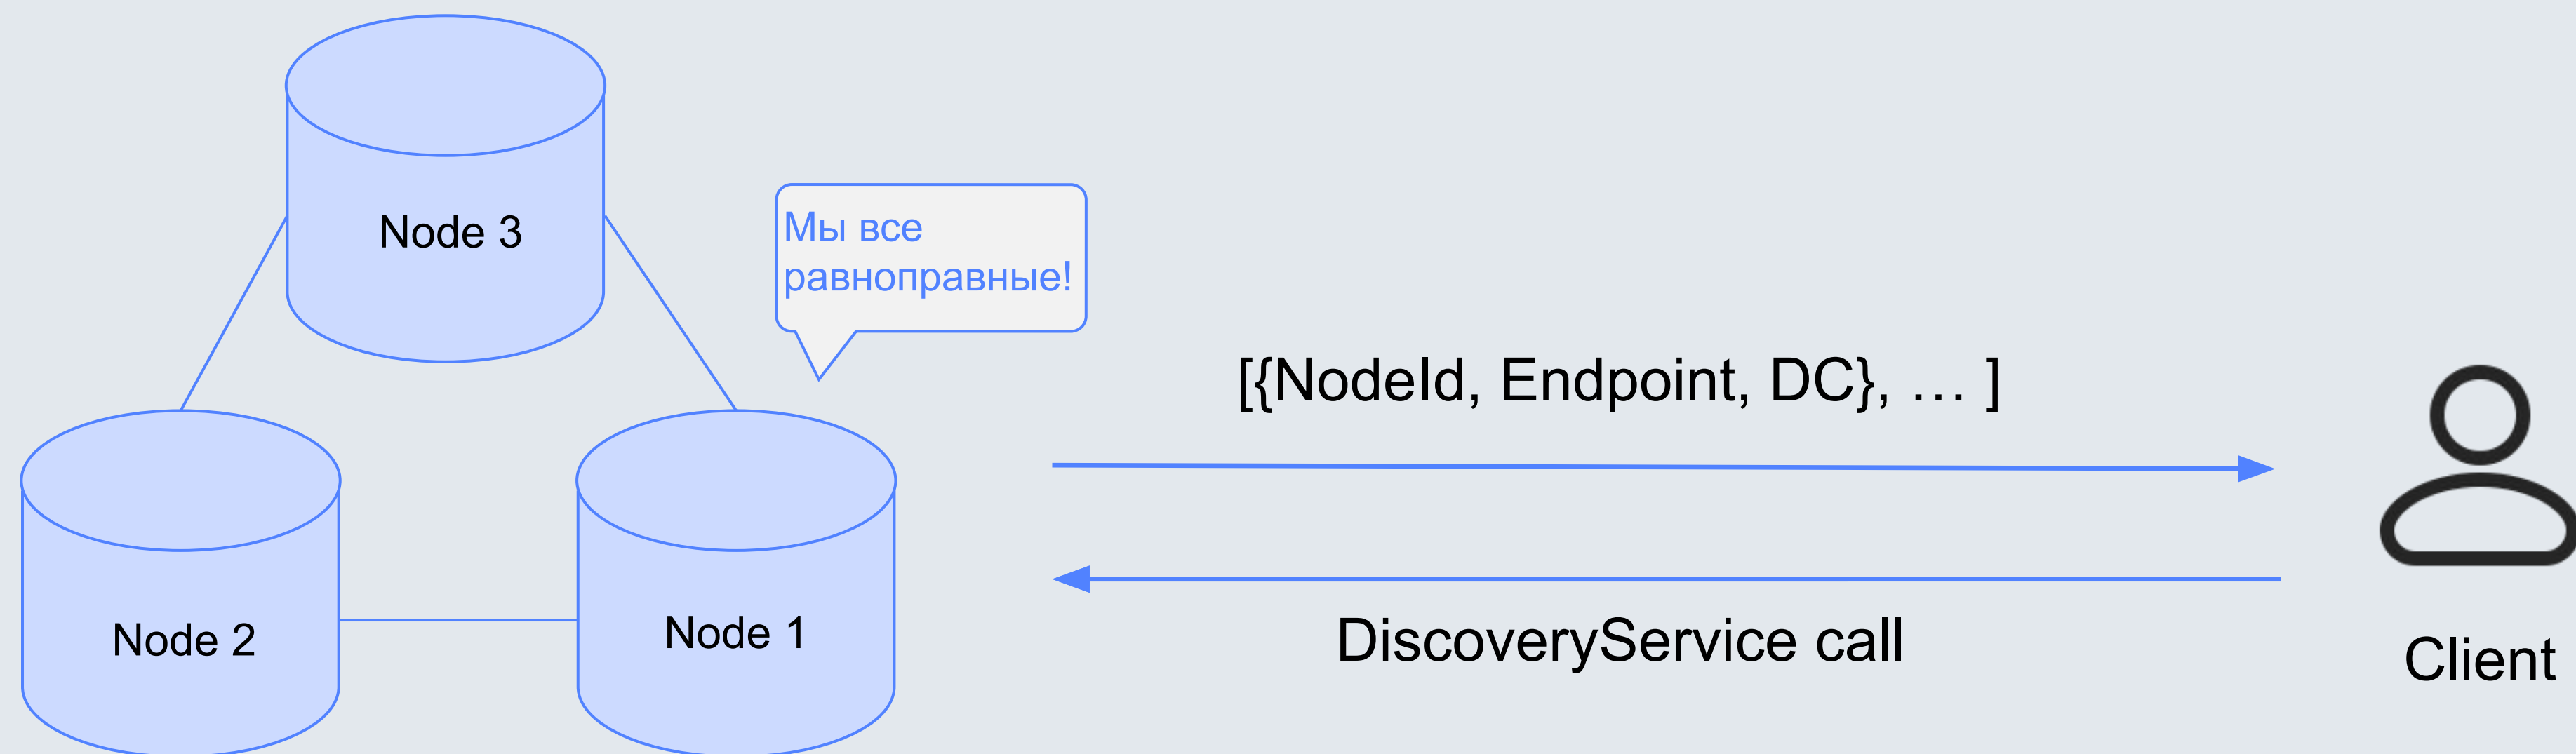 Node 3
Мы все
равноправные!
[{NodeId, Endpoint, DC}, … ]
Node 2
Node 1
DiscoveryService call
Client